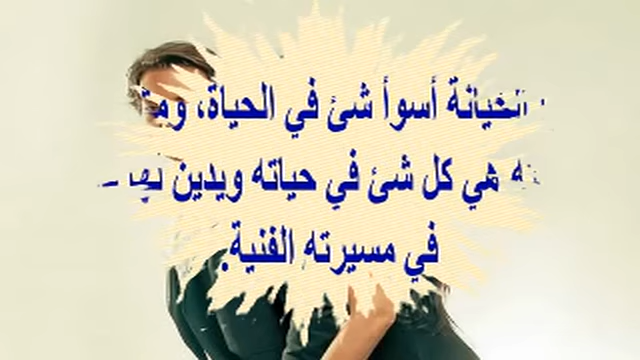 الخيانة أسوأ شئ في الحياة،
هي كل شئ في حياته ويدين
في مسيرته الفنية.